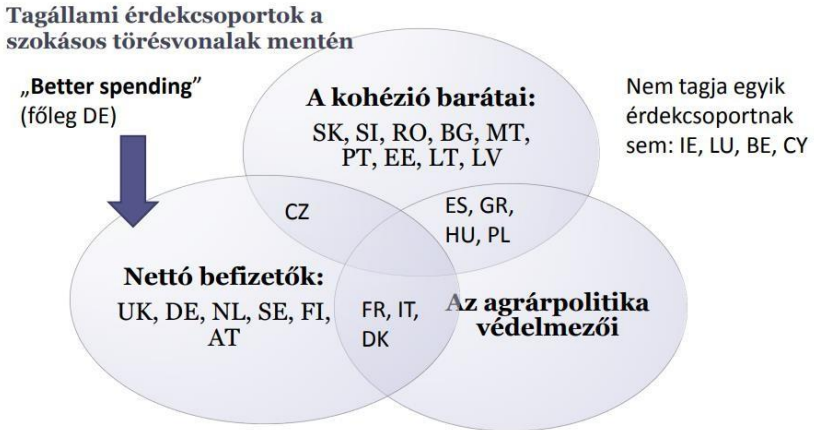 Tagállami érdekcsoportok a
szokásos törésvonalak mentén
„Better spending”
(főleg DE)
A kohézió barátai:
SK, SI, RO, BG, MT,
PT, EE, LT, LV
Nem tagja egyik
érdekcsoportnak
sem: IE, LU, BE, CY
CZ
ES, GR,
HU, PL
Nettó befizetők:
UK, DE, NL, SE, FI,
AT
FR, IT,
DK
Az agrárpolitika
védelmezői